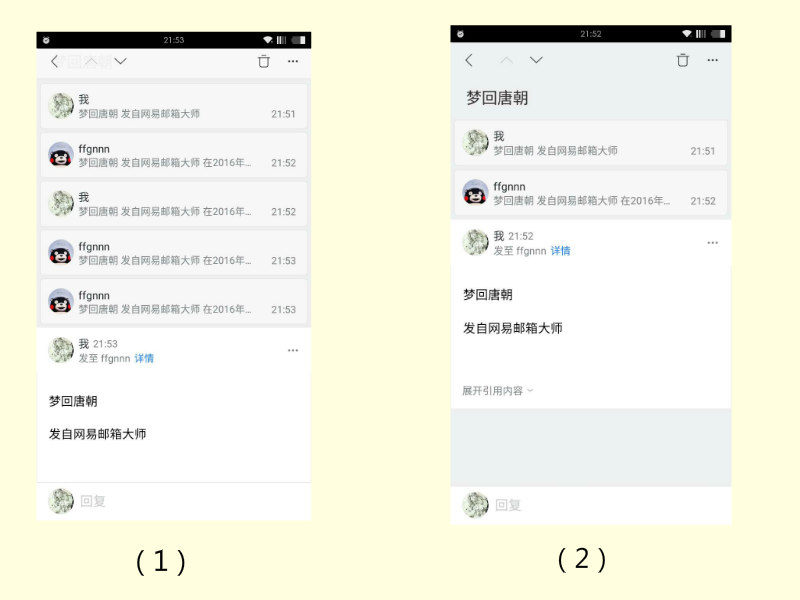 21:53
我
梦回唐朝 发自网易邮箱大师
21:51
ffgnnn
梦回唐朝 发自网易邮箱大师 在2016年...
21:52
我
梦回唐朝 发自网易邮箱大师 在2016年...
21:52
ffgnnn
梦回唐朝 发自网易邮箱大师 在2016年...
21:53
ffgnnn
梦回唐朝 发自网易邮箱大师 在2016年...
21:53
我 21:53
发至 ffgnnn 详情
梦回唐朝
发自网易邮箱大师
回复
(1)
21:52
梦回唐朝
我
梦回唐朝 发自网易邮箱大师
21:51
ffgnnn
梦回唐朝 发自网易邮箱大师 在2016年...
21:52
我 21:52
发至 ffgnnn 详情
梦回唐朝
发自网易邮箱大师
展开引用内容
回复
(2)